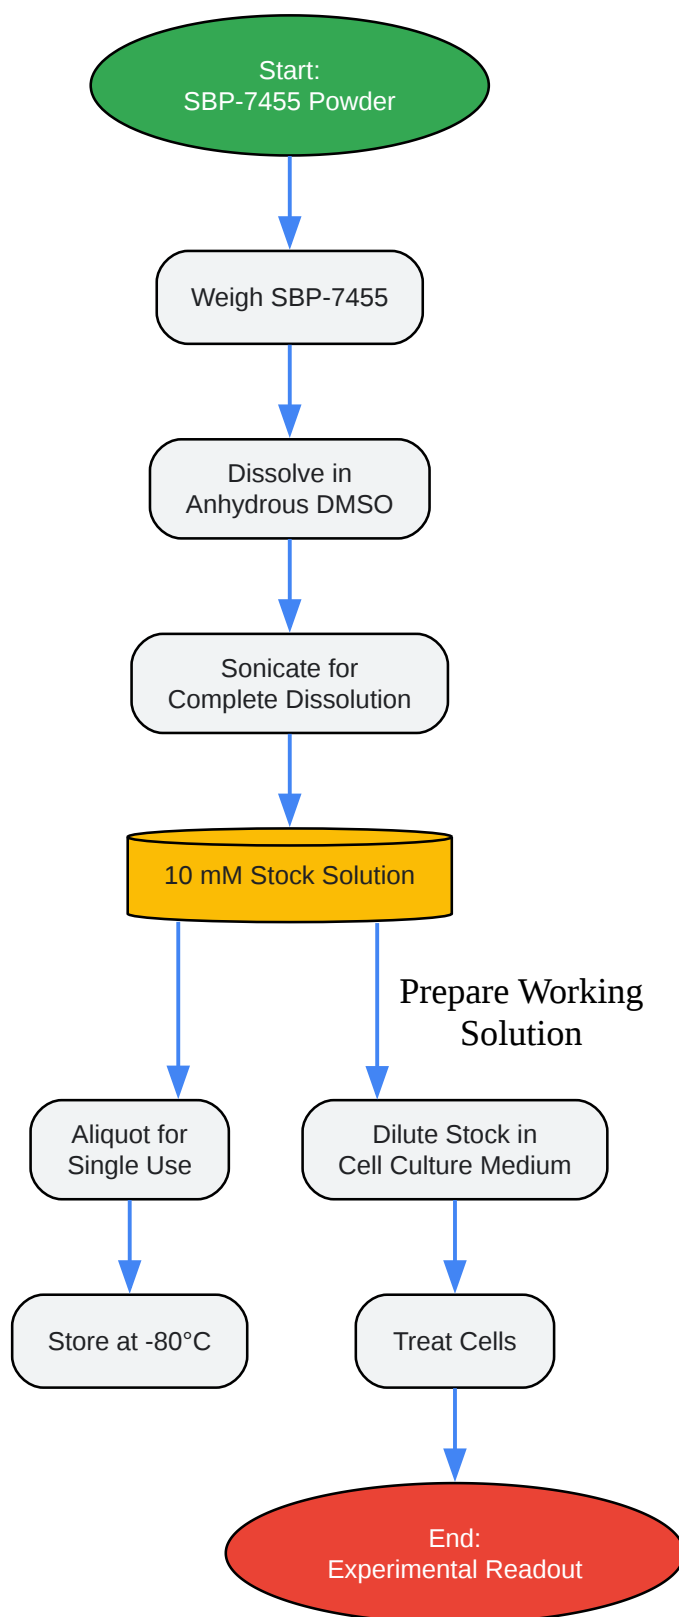 Start:
SBP-7455 Powder
Weigh SBP-7455
Dissolve in
Anhydrous DMSO
Sonicate for
Complete Dissolution
10 mM Stock Solution
Prepare Working
Solution
Aliquot for
Single Use
Dilute Stock in
Cell Culture Medium
Store at -80°C
Treat Cells
End:
Experimental Readout